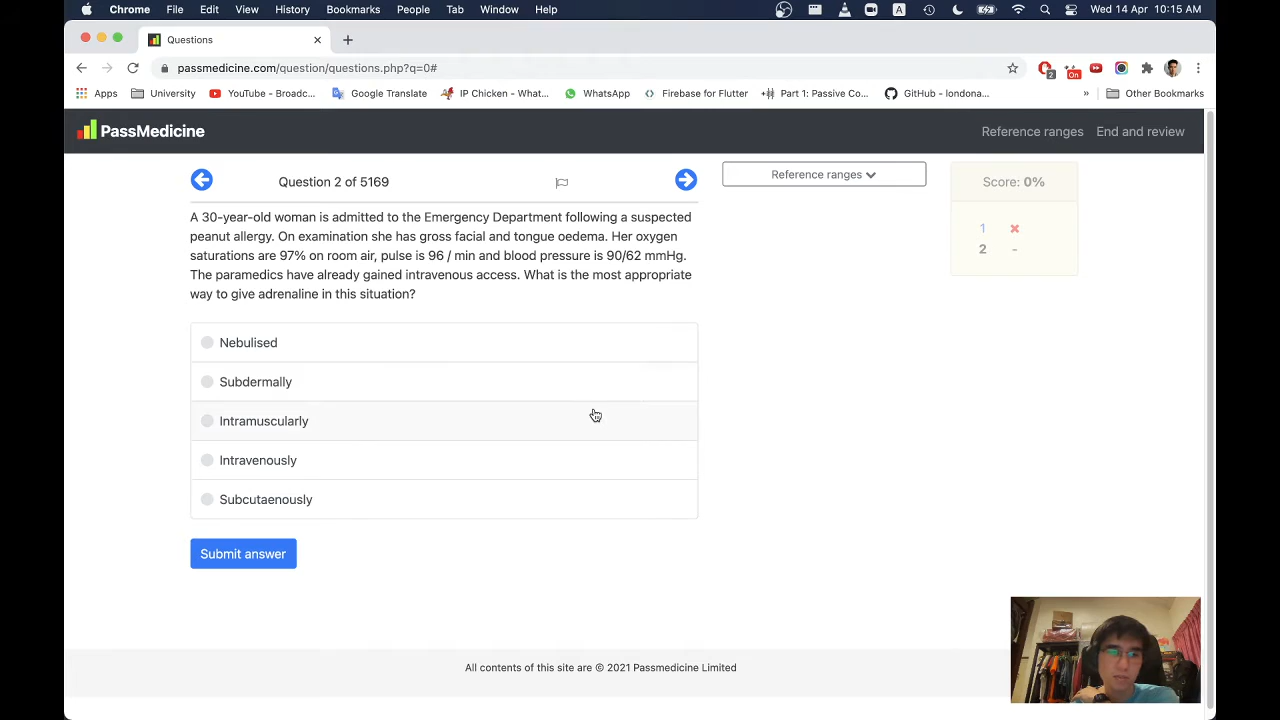 Chrome File Edit View History Bookmarks People Tab Window Help A Wed 14 Apr 10:15 AM
Questions
passmedicine.com/question/questions.php?q=0# 2 On
Apps University YouTube - Broadc... Google Translate IP Chicken - What... WhatsApp Firebase for Flutter Part 1: Passive Co... GitHub - londona... » Other Bookmarks
PassMedicine Reference ranges End and review
Question 2 of 5169
Reference ranges
Score: 0%
1
2 -
A 30-year-old woman is admitted to the Emergency Department following a suspected
peanut allergy. On examination she has gross facial and tongue oedema. Her oxygen
saturations are 97% on room air, pulse is 96 / min and blood pressure is 90/62 mmHg.
The paramedics have already gained intravenous access. What is the most appropriate
way to give adrenaline in this situation?
Nebulised
Subdermally
Intramuscularly
Intravenously
Subcutaenously
Submit answer
All contents of this site are © 2021 Passmedicine Limited